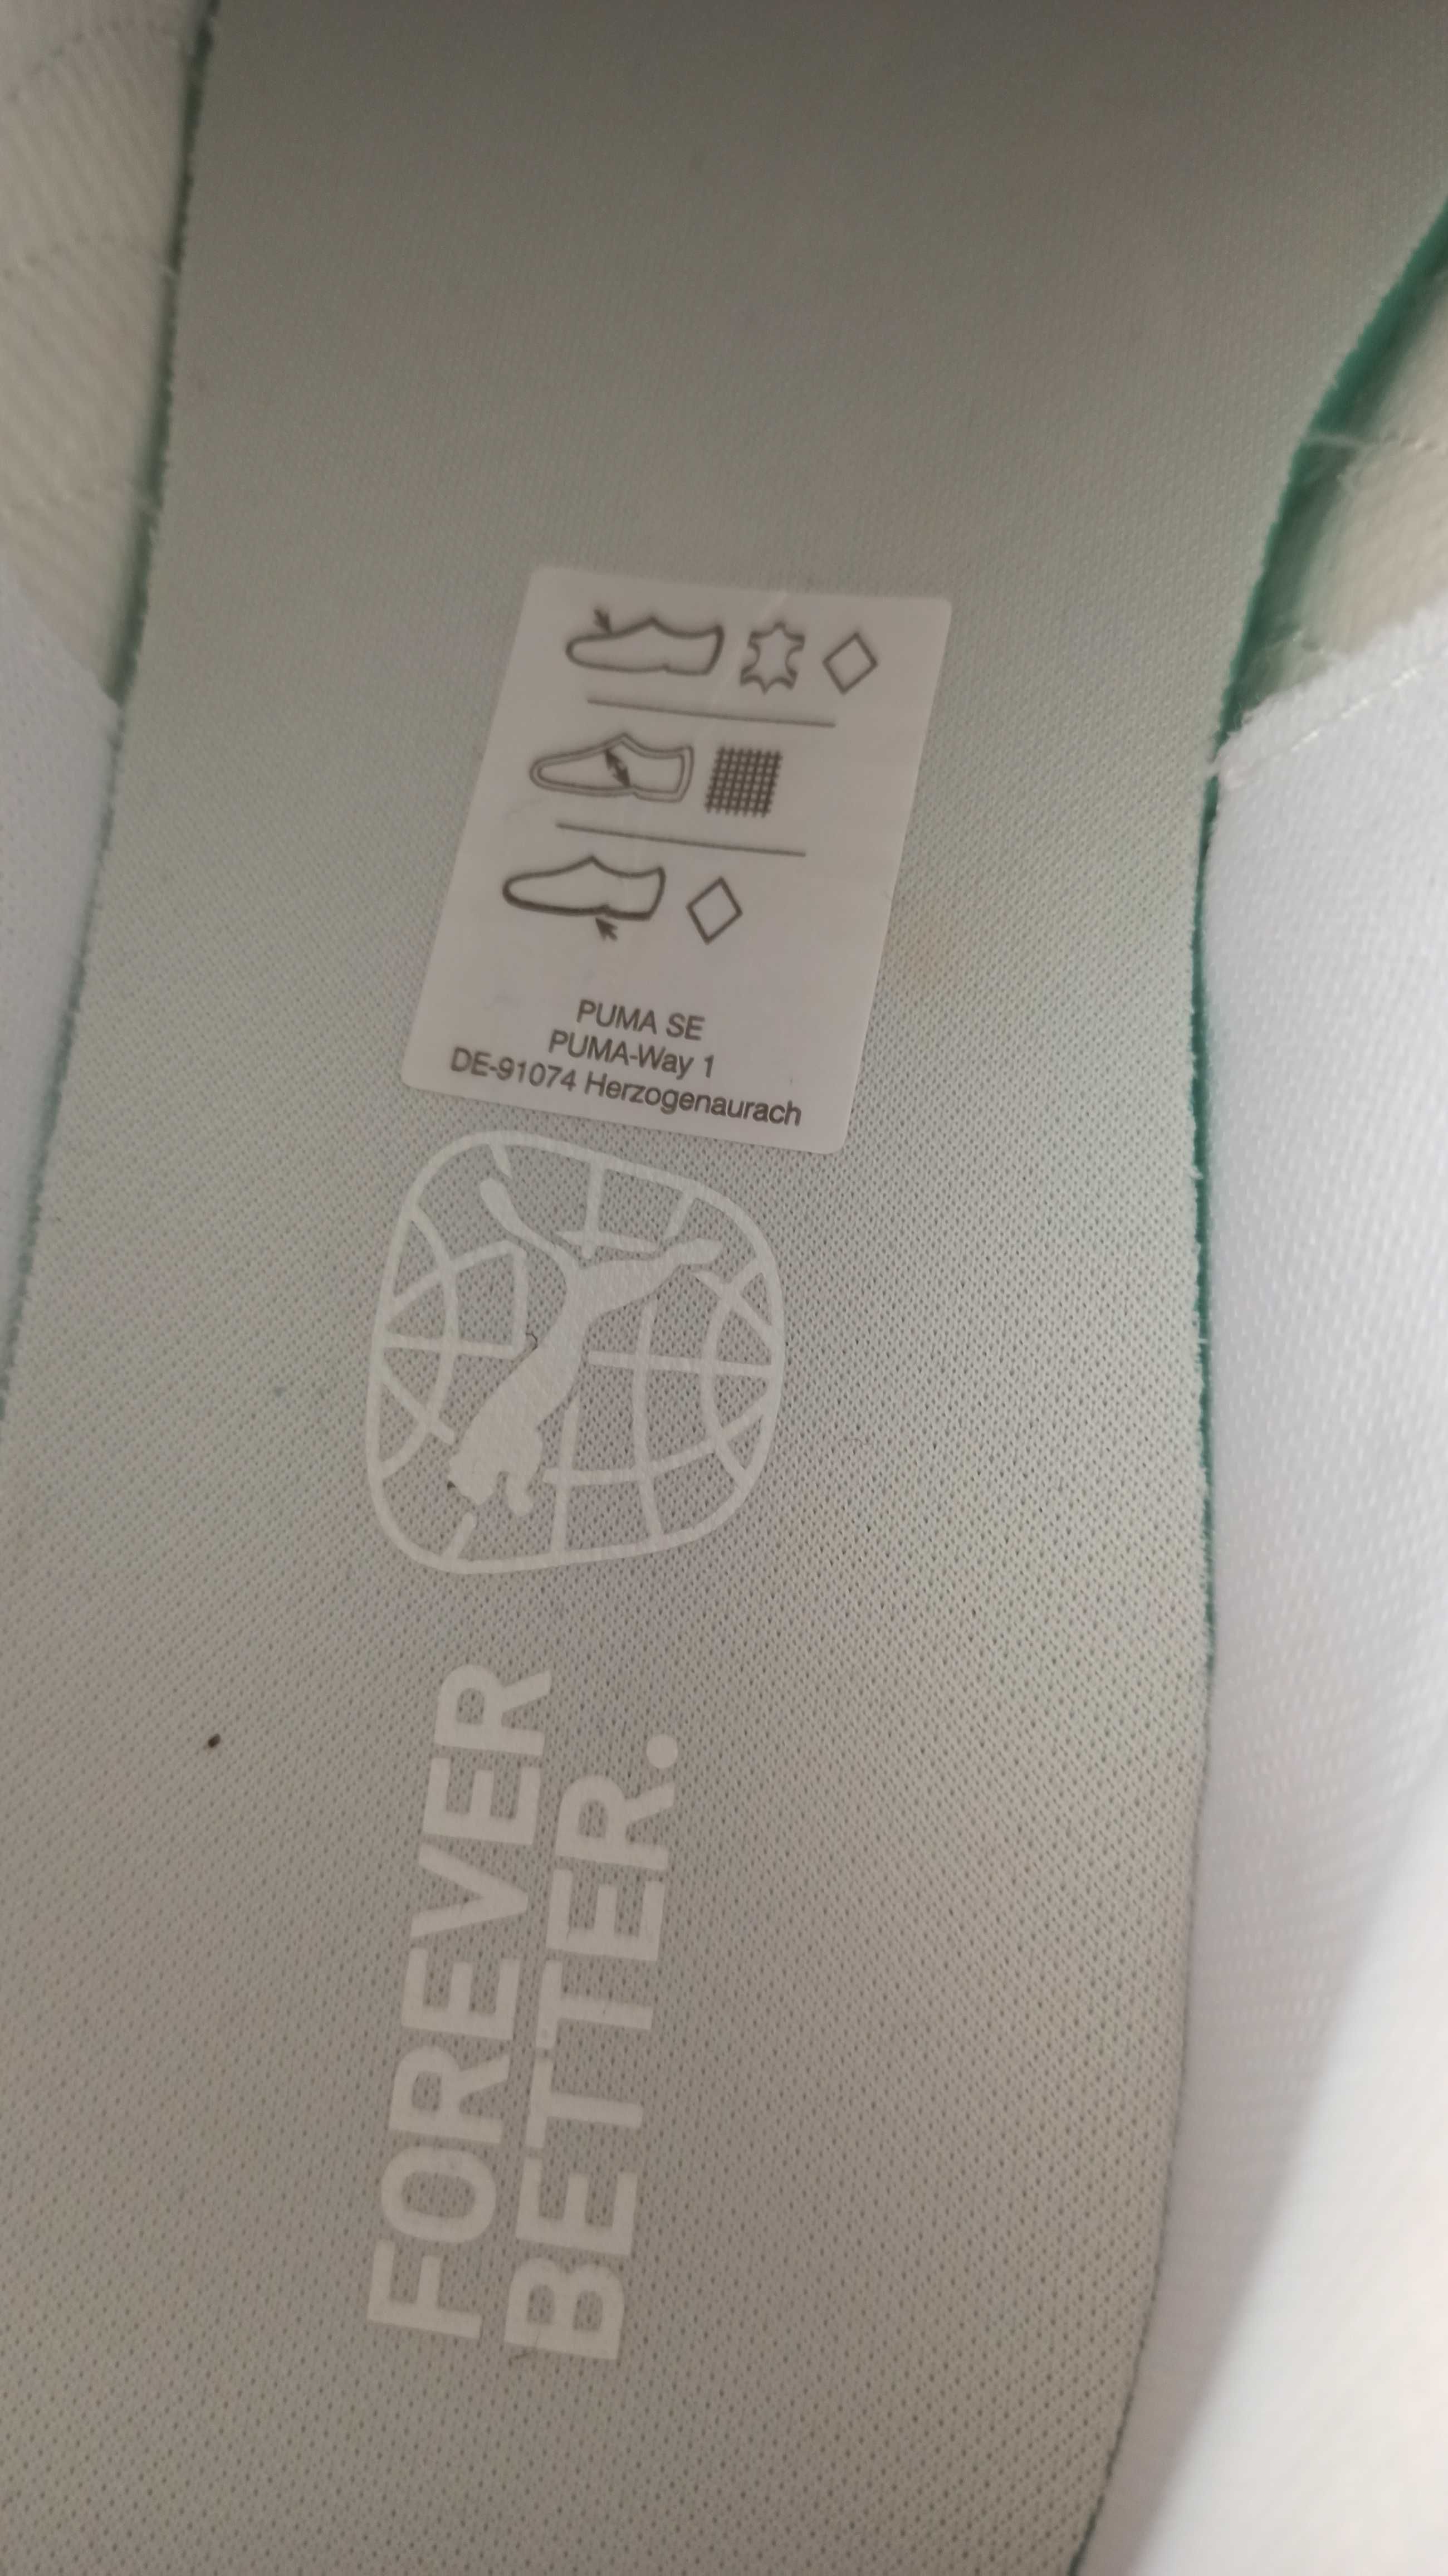 PUMA SE
PUMA-Way 1
DE-91074 Herzogenaurach
FOREVER
BETTER.